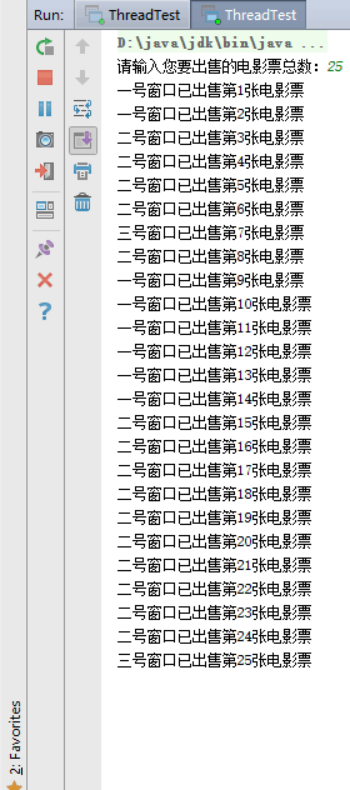 Run: ThreadTest ThreadTest
D:\java\jdk\bin\java ...
请输入您要出售的电影票总数：25
一号窗口已出售第1张电影票
一号窗口已出售第2张电影票
二号窗口已出售第3张电影票
二号窗口已出售第4张电影票
二号窗口已出售第5张电影票
二号窗口已出售第6张电影票
三号窗口已出售第7张电影票
二号窗口已出售第8张电影票
一号窗口已出售第9张电影票
一号窗口已出售第10张电影票
一号窗口已出售第11张电影票
一号窗口已出售第12张电影票
一号窗口已出售第13张电影票
一号窗口已出售第14张电影票
二号窗口已出售第15张电影票
二号窗口已出售第16张电影票
二号窗口已出售第17张电影票
二号窗口已出售第18张电影票
二号窗口已出售第19张电影票
二号窗口已出售第20张电影票
二号窗口已出售第21张电影票
二号窗口已出售第22张电影票
二号窗口已出售第23张电影票
二号窗口已出售第24张电影票
三号窗口已出售第25张电影票
2: Favorites